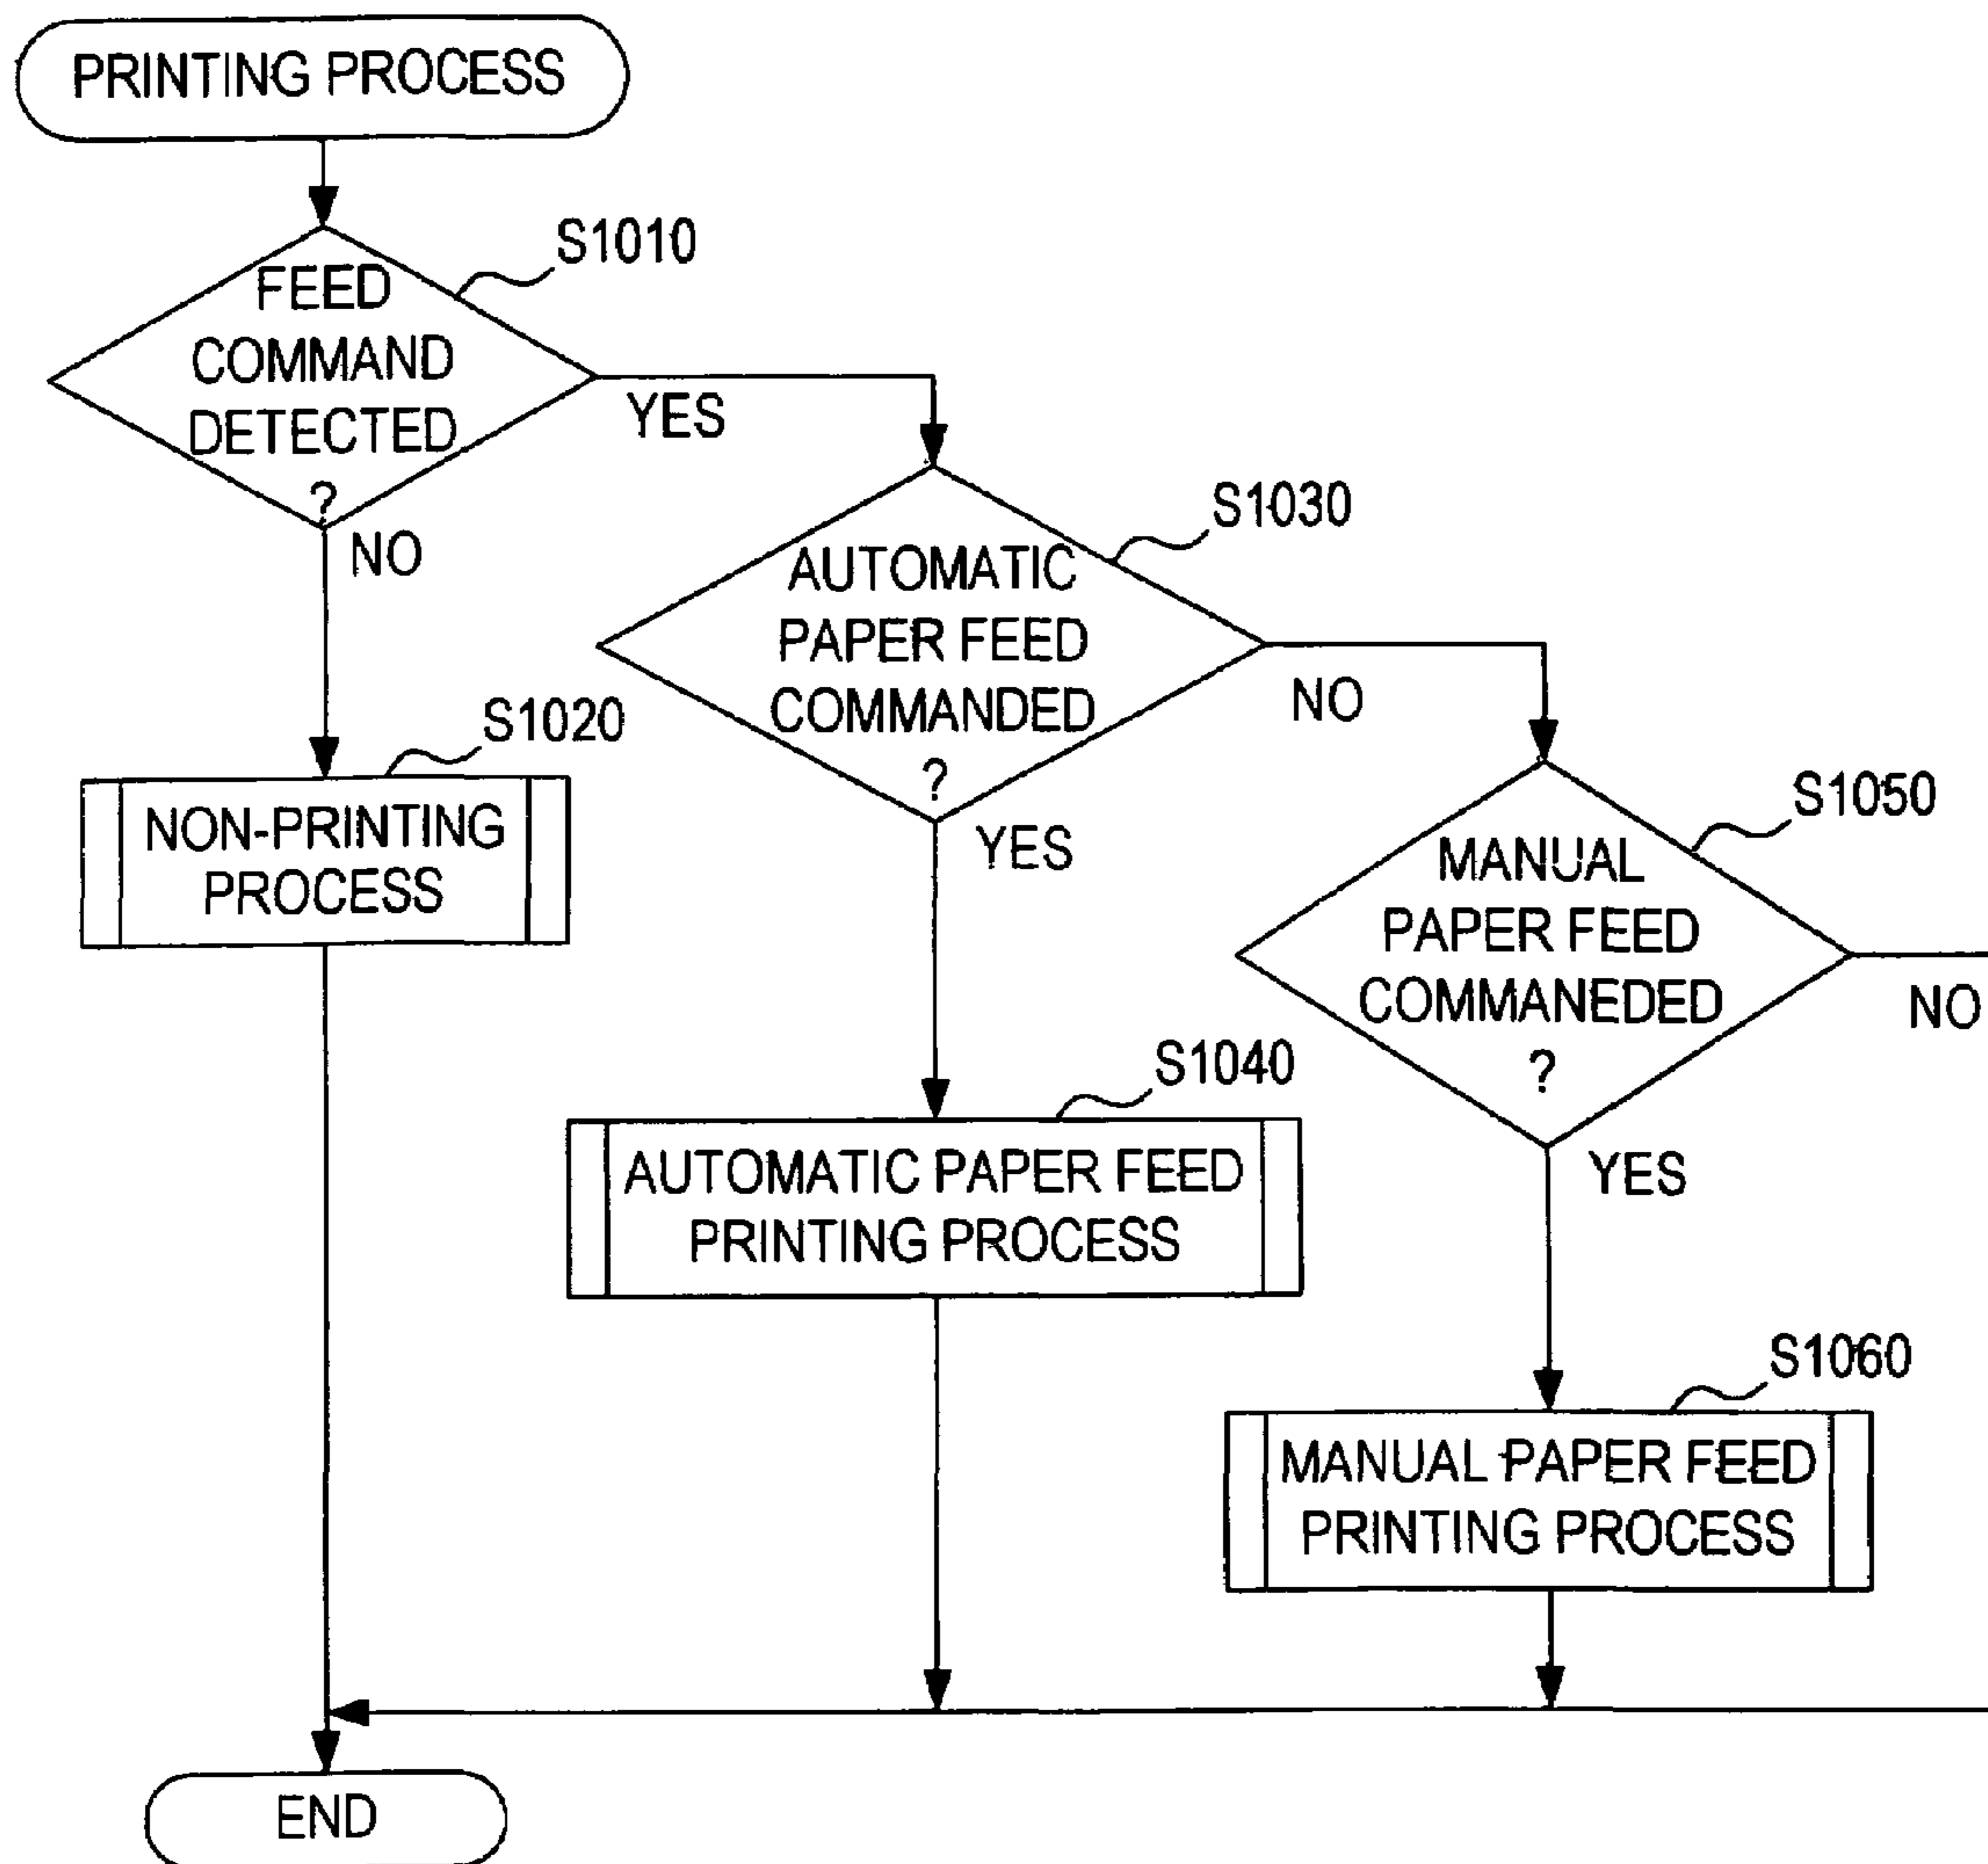 PRINTING PROCESS
S1010
FEED
COMMAND
DETECTED
?
YES
NO
S1030
AUTOMATIC
PAPER FEED
COMMANDED
?
NO
YES
S1020
NON-PRINTING
PROCESS
S1050
MANUAL
PAPER FEED
COMMANEDED
?
NO
YES
S1040
AUTOMATIC PAPER FEED
PRINTING PROCESS
S1060
MANUAL PAPER FEED
PRINTING PROCESS
END